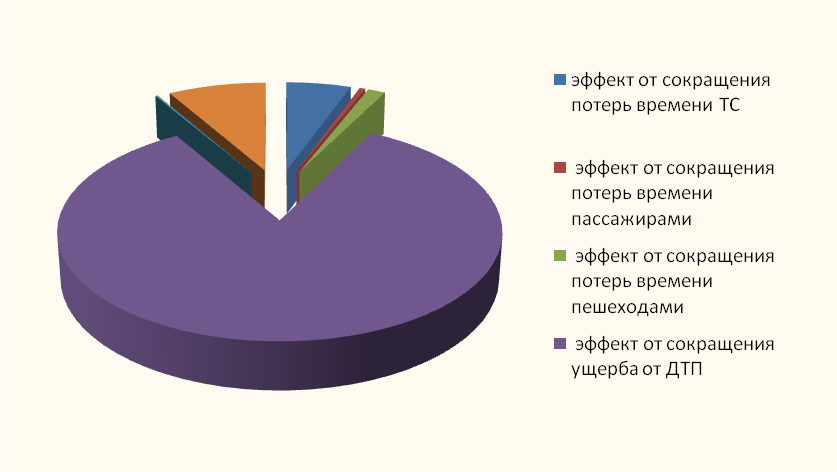 эффект от сокращения
потерь времени ТС
эффект от сокращения
потерь времени
пассажирами
эффект от сокращения
потерь времени
пешеходами
эффект от сокращения
ущерба от ДТП